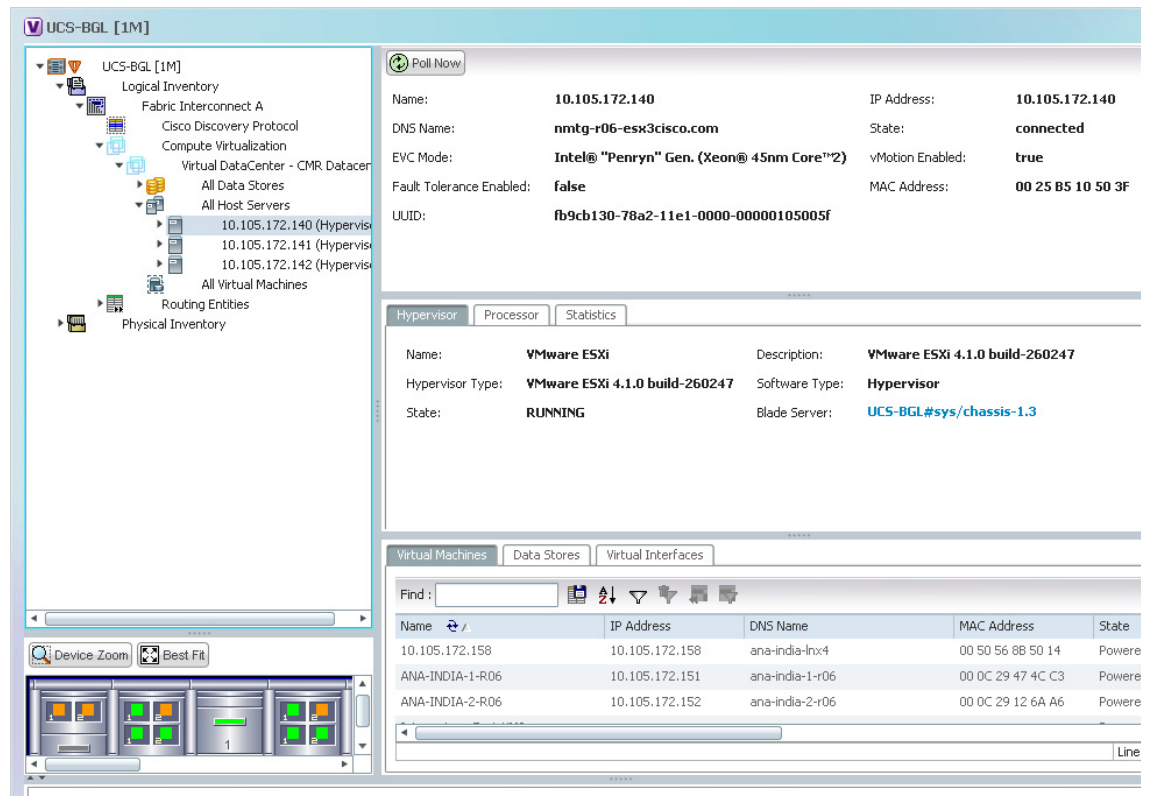 UCS-BGL [1M]
UCS-BGL [1M]
Logical Inventory
Fabric Interconnect A
Cisco Discovery Protocol
Compute Virtualization
Virtual DataCenter - CMR Datacer
All Data Stores
All Host Servers
10.105.172.140 (Hypervis
10.105.172.141 (Hypervis
10.105.172.142 (Hypervis
All Virtual Machines
Routing Entities
Physical Inventory
Device Zoom Best Fit
1 2 1 2 1 2
1 2 1 1 2
Poll Now
Name: 10.105.172.140 IP Address: 10.105.172.140
DNS Name: nmtg-r06-esx3cisco.com State: connected
EVC Mode: Intel® "Penryn" Gen. (Xeon® 45nm Core™2) vMotion Enabled: true
Fault Tolerance Enabled: false MAC Address: 00 25 B5 10 50 3F
UUID: fb9cb130-78a2-11e1-0000-00000105005f
Hypervisor Processor Statistics
Name: VMware ESXi Description: VMware ESXi 4.1.0 build-260247
Hypervisor Type: VMware ESXi 4.1.0 build-260247 Software Type: Hypervisor
State: RUNNING Blade Server: UCS-BGL#sys/chassis-1.3
Virtual Machines Data Stores Virtual Interfaces
Find :
Name IP Address DNS Name MAC Address State
10.105.172.158 10.105.172.158 ana-india-lnx4 00 50 56 8B 50 14 Powere
ANA-INDIA-1-R06 10.105.172.151 ana-india-1-r06 00 0C 29 47 4C C3 Powere
ANA-INDIA-2-R06 10.105.172.152 ana-india-2-r06 00 0C 29 12 6A A6 Powere
Line